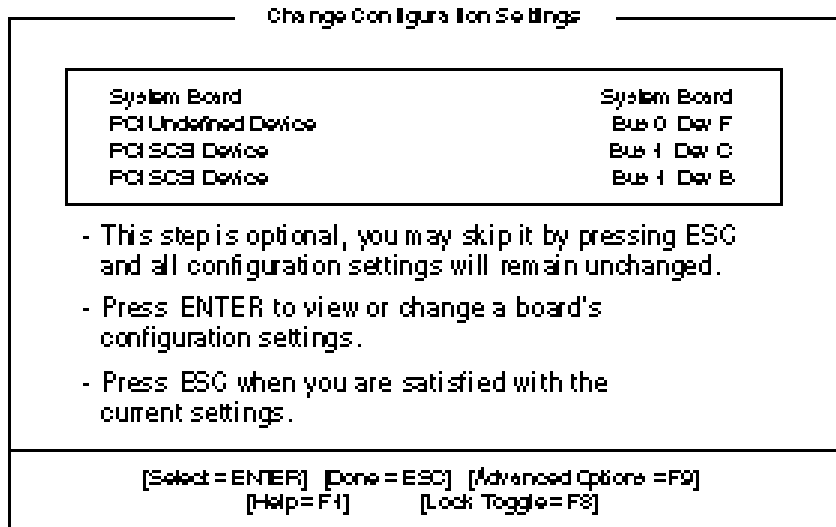 Change Configuration Settings
System Board System Board
PCI Undefined Device Bus 0 Dev F
PCI SCSI Device Bus 1 Dev C
PCI SCSI Device Bus 1 Dev B
- This step is optional, you may skip it by pressing ESC
and all configuration settings will remain unchanged.
- Press ENTER to view or change a board's
configuration settings.
- Press ESC when you are satisfied with the
current settings.
[Select = ENTER] [Done = ESC] [Advanced Options = F9]
[Help = F1] [Lock Toggle = F8]